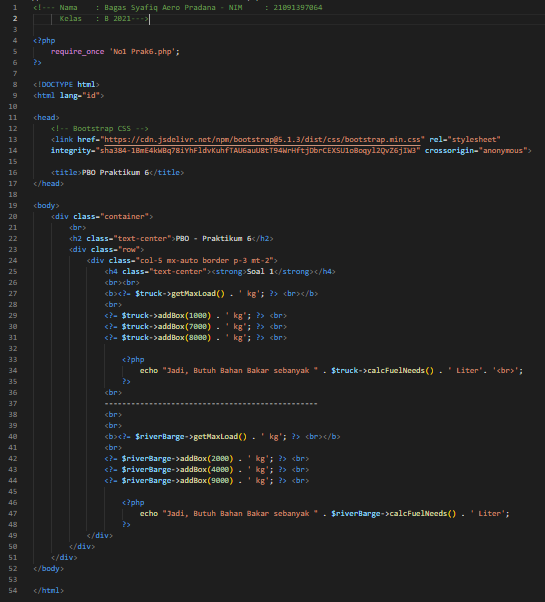 1 <!--- Nama    : Bagas Syafiq Aero Pradana - NIM    : 21091397064
2       Kelas   : B 2021--->
3
4 <?php
5     require_once 'No1 Prak6.php';
6 ?>
7
8 <!DOCTYPE html>
9 <html lang="id">
10
11 <head>
12     <!-- Bootstrap CSS -->
13     <link href="https://cdn.jsdelivr.net/npm/bootstrap@5.1.3/dist/css/bootstrap.min.css" rel="stylesheet"
14     integrity="sha384-1BmE4kWBq78iYhFldvKuhfTAU6auU8tT94WrHftjDbrCEXSU1oBoqyl2QvZ6jIW3" crossorigin="anonymous">
15
16     <title>PBO Praktikum 6</title>
17 </head>
18
19 <body>
20     <div class="container">
21         <br>
22         <h2 class="text-center">PBO - Praktikum 6</h2>
23         <div class="row">
24             <div class="col-5 mx-auto border p-3 mt-2">
25                 <h4 class="text-center"><strong>Soal 1</strong></h4>
26                 <br><br>
27                 <b><?= $truck->getMaxLoad() . ' kg'; ?> <br></b>
28                 <br>
29                 <?= $truck->addBox(1000) . ' kg'; ?> <br>
30                 <?= $truck->addBox(7000) . ' kg'; ?> <br>
31                 <?= $truck->addBox(8000) . ' kg'; ?> <br>
32
33                     <?php
34                         echo "Jadi, Butuh Bahan Bakar sebanyak " . $truck->calcFuelNeeds() . ' Liter'. '<br>';
35                     ?>
36                 <br>
37                 -----------------------------------------------
38                 <br>
39                 <br>
40                 <b><?= $riverBarge->getMaxLoad() . ' kg'; ?> <br></b>
41                 <br>
42                 <?= $riverBarge->addBox(2000) . ' kg'; ?> <br>
43                 <?= $riverBarge->addBox(4000) . ' kg'; ?> <br>
44                 <?= $riverBarge->addBox(9000) . ' kg'; ?> <br>
45
46                     <?php
47                         echo "Jadi, Butuh Bahan Bakar sebanyak " . $riverBarge->calcFuelNeeds() . ' Liter';
48                     ?>
49             </div>
50         </div>
51     </div>
52 </body>
53
54 </html>